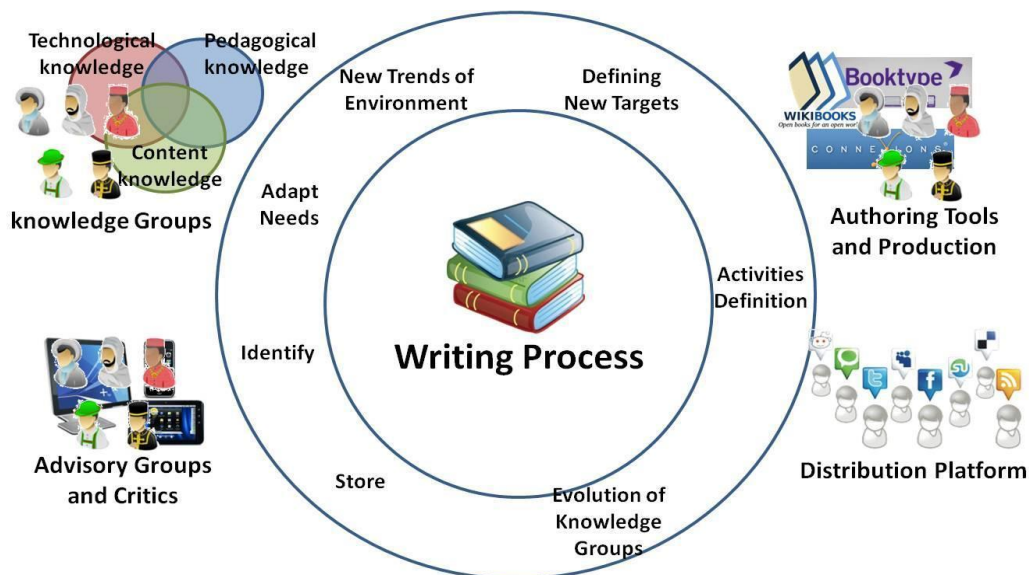 Technological
knowledge
Pedagogical
knowledge
Content
knowledge
knowledge Groups
New Trends of
Environment
Defining
New Targets
WIKIBOOKS
Open books for an open world
Booktype
CONNEXIONS
Authoring Tools
and Production
Adapt
Needs
Activities
Definition
Identify
Writing Process
Advisory Groups
and Critics
Store
Evolution of
Knowledge
Groups
Distribution Platform